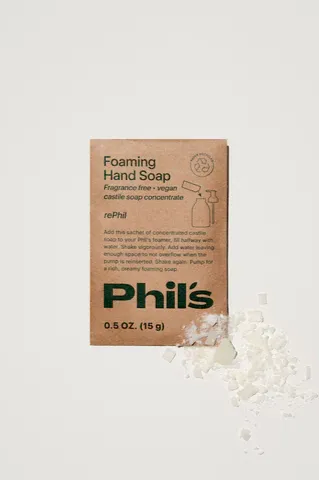 Foaming
Hand Soap
Fragrance free • vegan
castile soap concentrate
rePhil
Add this sachet of concentrated castile
soap to your Phil's foamer, fill halfway with
water. Shake vigorously. Add water leaving
enough space to not overflow when the
pump is reinserted. Shake again. Pump for
a rich, creamy foaming soap.
Phil's
0.5 OZ. (15 g)